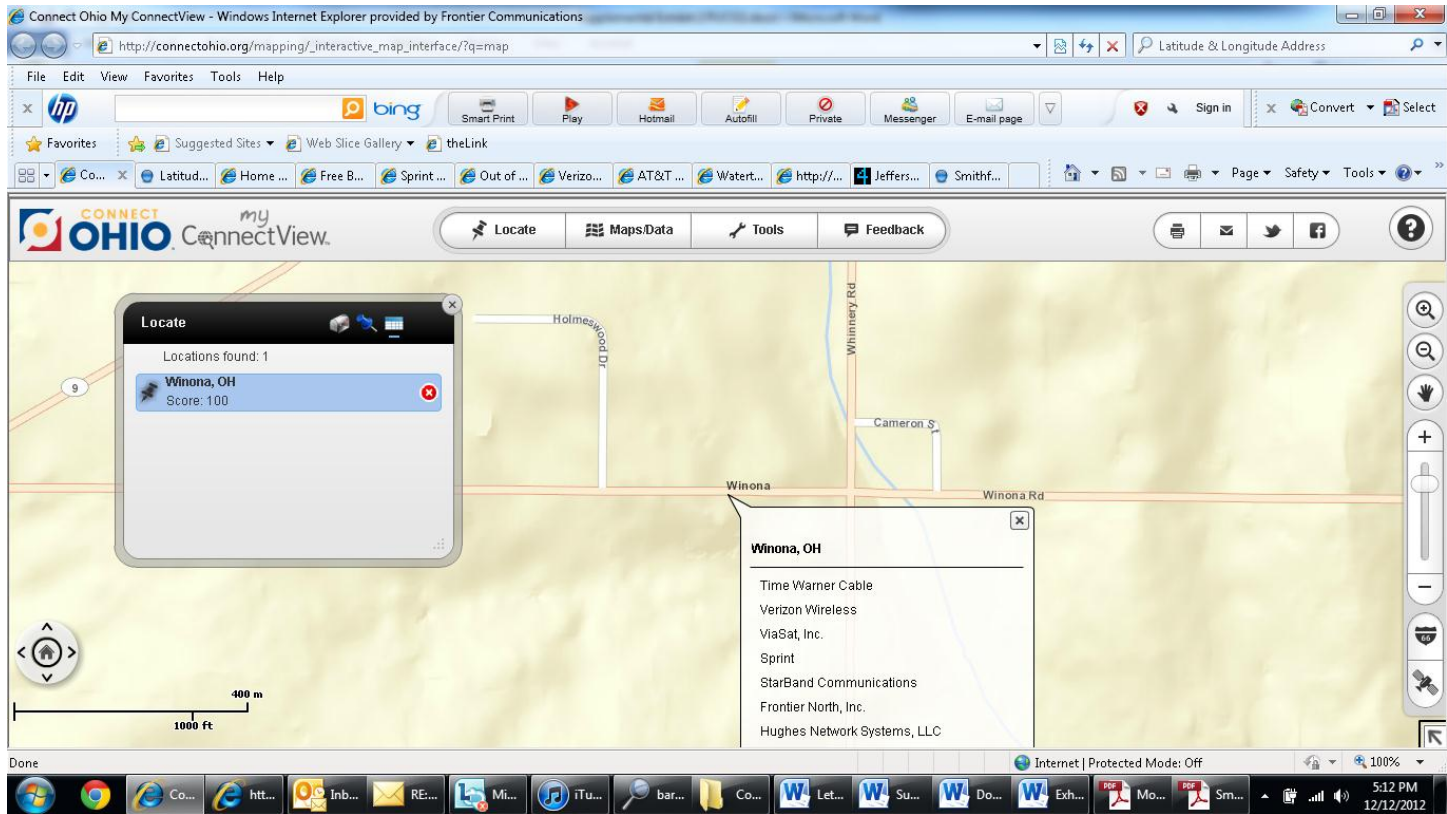 Connect Ohio My ConnectView - Windows Internet Explorer provided by Frontier Communications
http://connectohio.org/mapping/_interactive_map_interface/?q=map
Latitude & Longitude Address
File Edit View Favorites Tools Help
x hp bing Smart Print Play Hotmail Autofill Private Messenger E-mail page Sign in x Convert Select
Favorites Suggested Sites Web Slice Gallery theLink
Co... X Latitud... Home ... Free B... Sprint ... Out of ... Verizo... AT&T ... Watert... http://... 4 Jeffers... Smithf... Page Safety Tools
CONNECT OHIO my ConnectView. Locate Maps/Data Tools Feedback
Locate
Locations found: 1
Winona, OH
Score: 100
9
Holmeswood Dr
Whinnery Rd
Cameron St
Winona
Winona Rd
Winona, OH
Time Warner Cable
Verizon Wireless
ViaSat, Inc.
Sprint
StarBand Communications
Frontier North, Inc.
Hughes Network Systems, LLC
66
400 m
1000 ft
Done Internet | Protected Mode: Off 100%
Co... htt... Inb... RE:... Mi... iTu... bar... Co... Let... Su... Do... Exh... Mo... Sm... 5:12 PM
12/12/2012